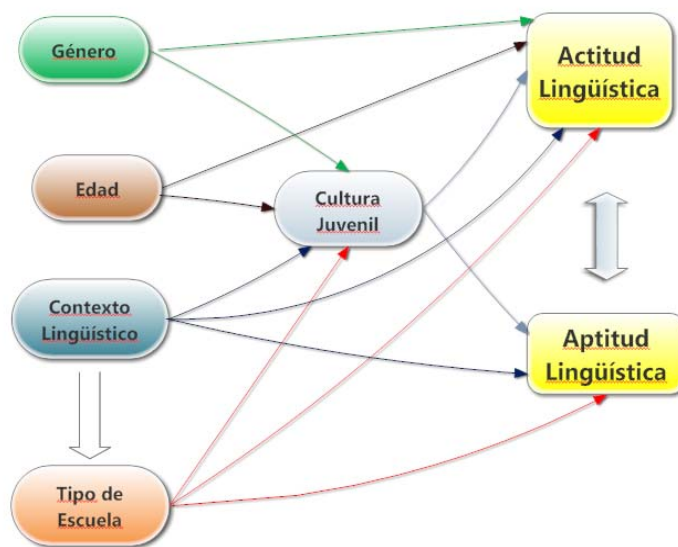 Género
Actitud
Lingüística
Edad
Cultura
Juvenil
Contexto
Lingüístico
Aptitud
Lingüística
Tipo de
Escuela